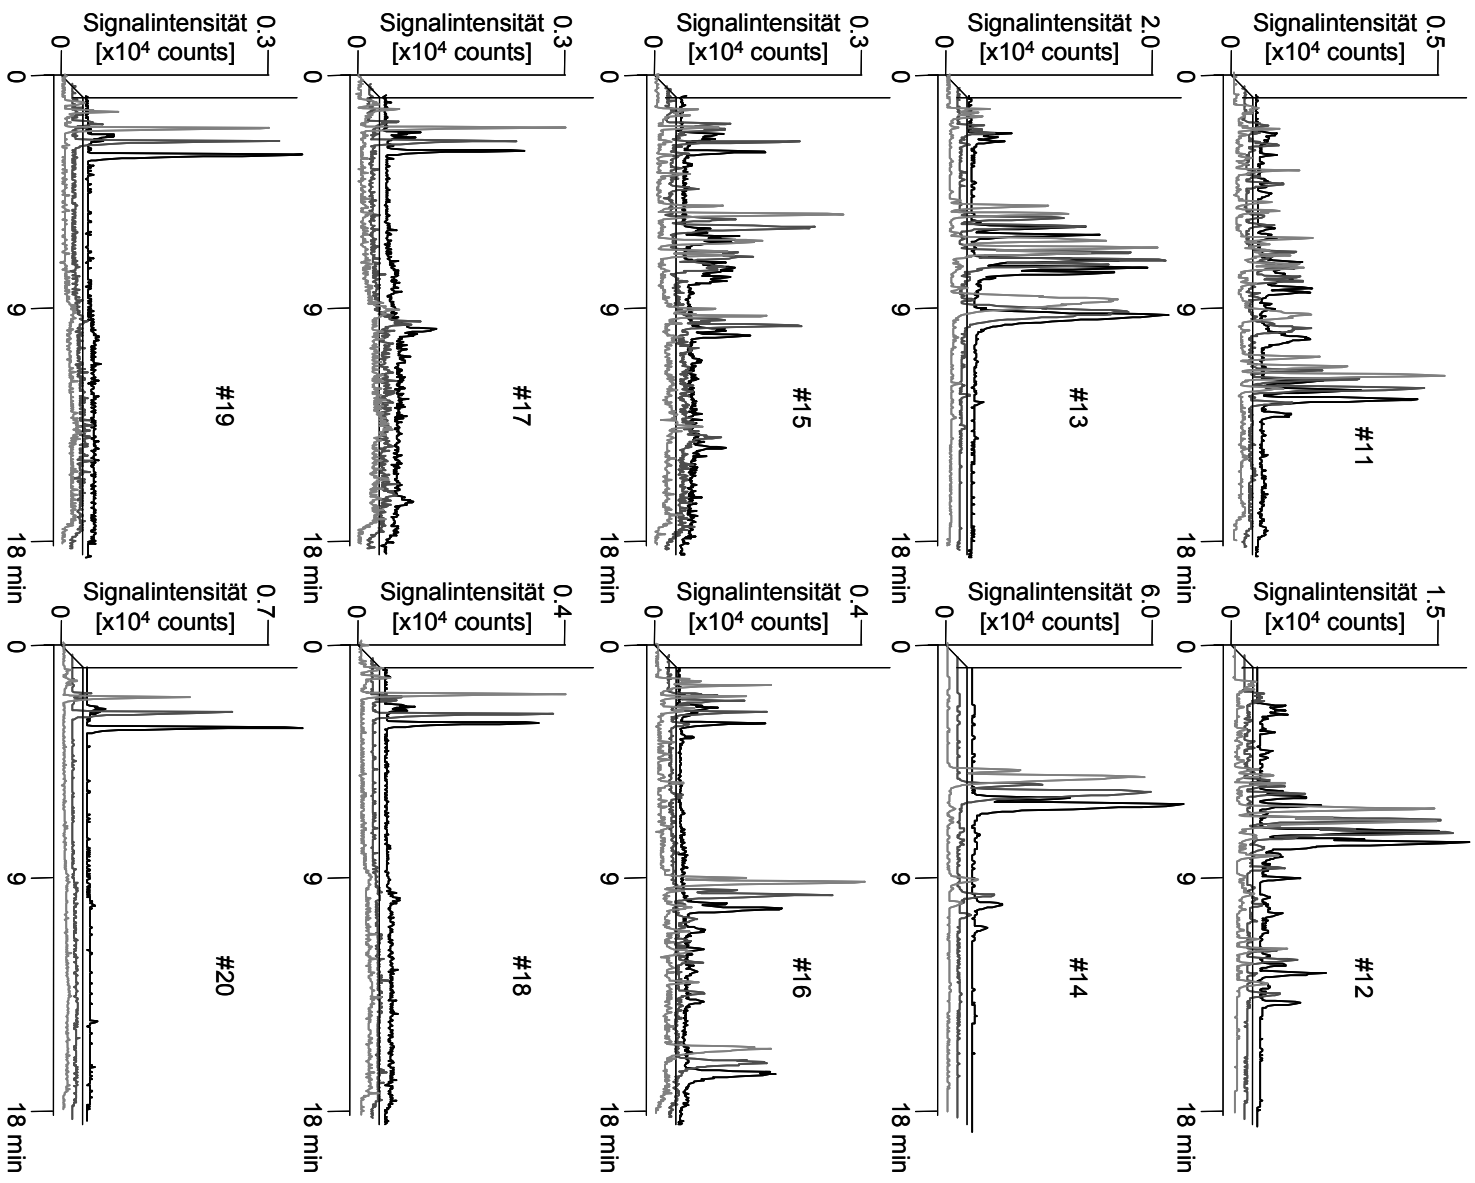 Signalintensität
[x10⁴ counts]
0.5
0
#11
0
9
18 min
Signalintensität
[x10⁴ counts]
1.5
0
#12
0
9
18 min
Signalintensität
[x10⁴ counts]
2.0
0
#13
0
9
18 min
Signalintensität
[x10⁴ counts]
6.0
0
#14
0
9
18 min
Signalintensität
[x10⁴ counts]
0.3
0
#15
0
9
18 min
Signalintensität
[x10⁴ counts]
0.4
0
#16
0
9
18 min
Signalintensität
[x10⁴ counts]
0.3
0
#17
0
9
18 min
Signalintensität
[x10⁴ counts]
0.4
0
#18
0
9
18 min
Signalintensität
[x10⁴ counts]
0.3
0
#19
0
9
18 min
Signalintensität
[x10⁴ counts]
0.7
0
#20
0
9
18 min